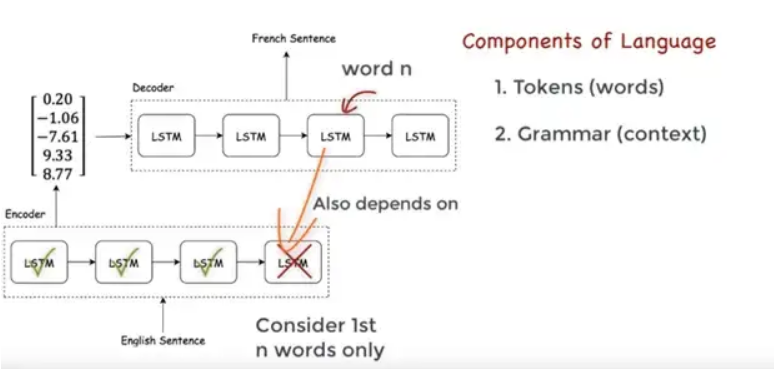 French Sentence
Components of Language
word n
1. Tokens (words)
Decoder
0.20
-1.06
-7.61
9.33
8.77
LSTM
LSTM
LSTM
LSTM
2. Grammar (context)
Also depends on
Encoder
LSTM
LSTM
LSTM
LSTM
English Sentence
Consider 1st
n words only